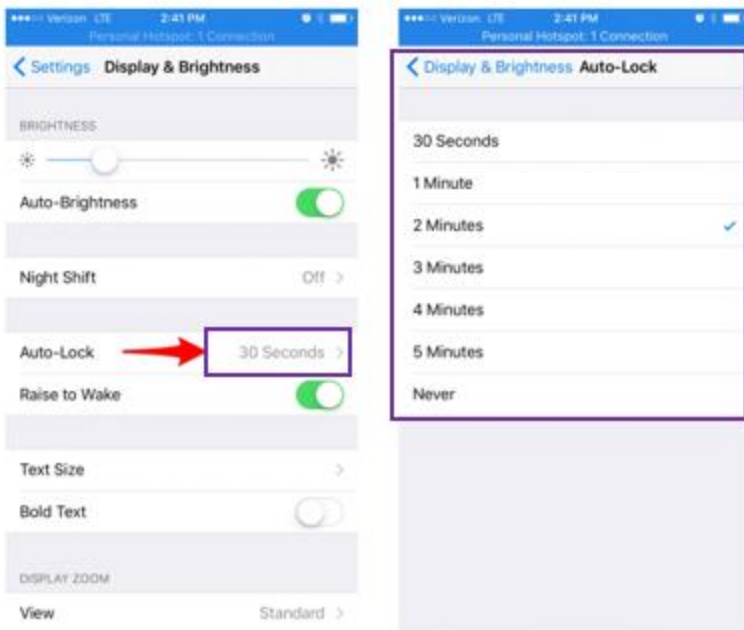 Verizon LTE 2:41 PM
Personal Hotspot: 1 Connection
Settings Display & Brightness
BRIGHTNESS
Auto-Brightness
Night Shift Off
Auto-Lock 30 Seconds
Raise to Wake
Text Size
Bold Text
DISPLAY ZOOM
View Standard
Verizon LTE 2:41 PM
Personal Hotspot: 1 Connection
Display & Brightness Auto-Lock
30 Seconds
1 Minute
2 Minutes
3 Minutes
4 Minutes
5 Minutes
Never